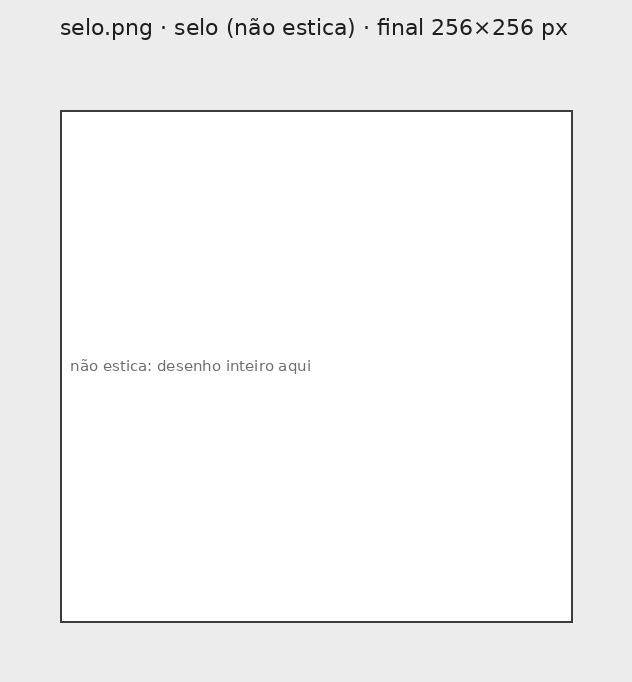 selo.png · selo (não estica) · final 256×256 px
não estica: desenho inteiro aqui